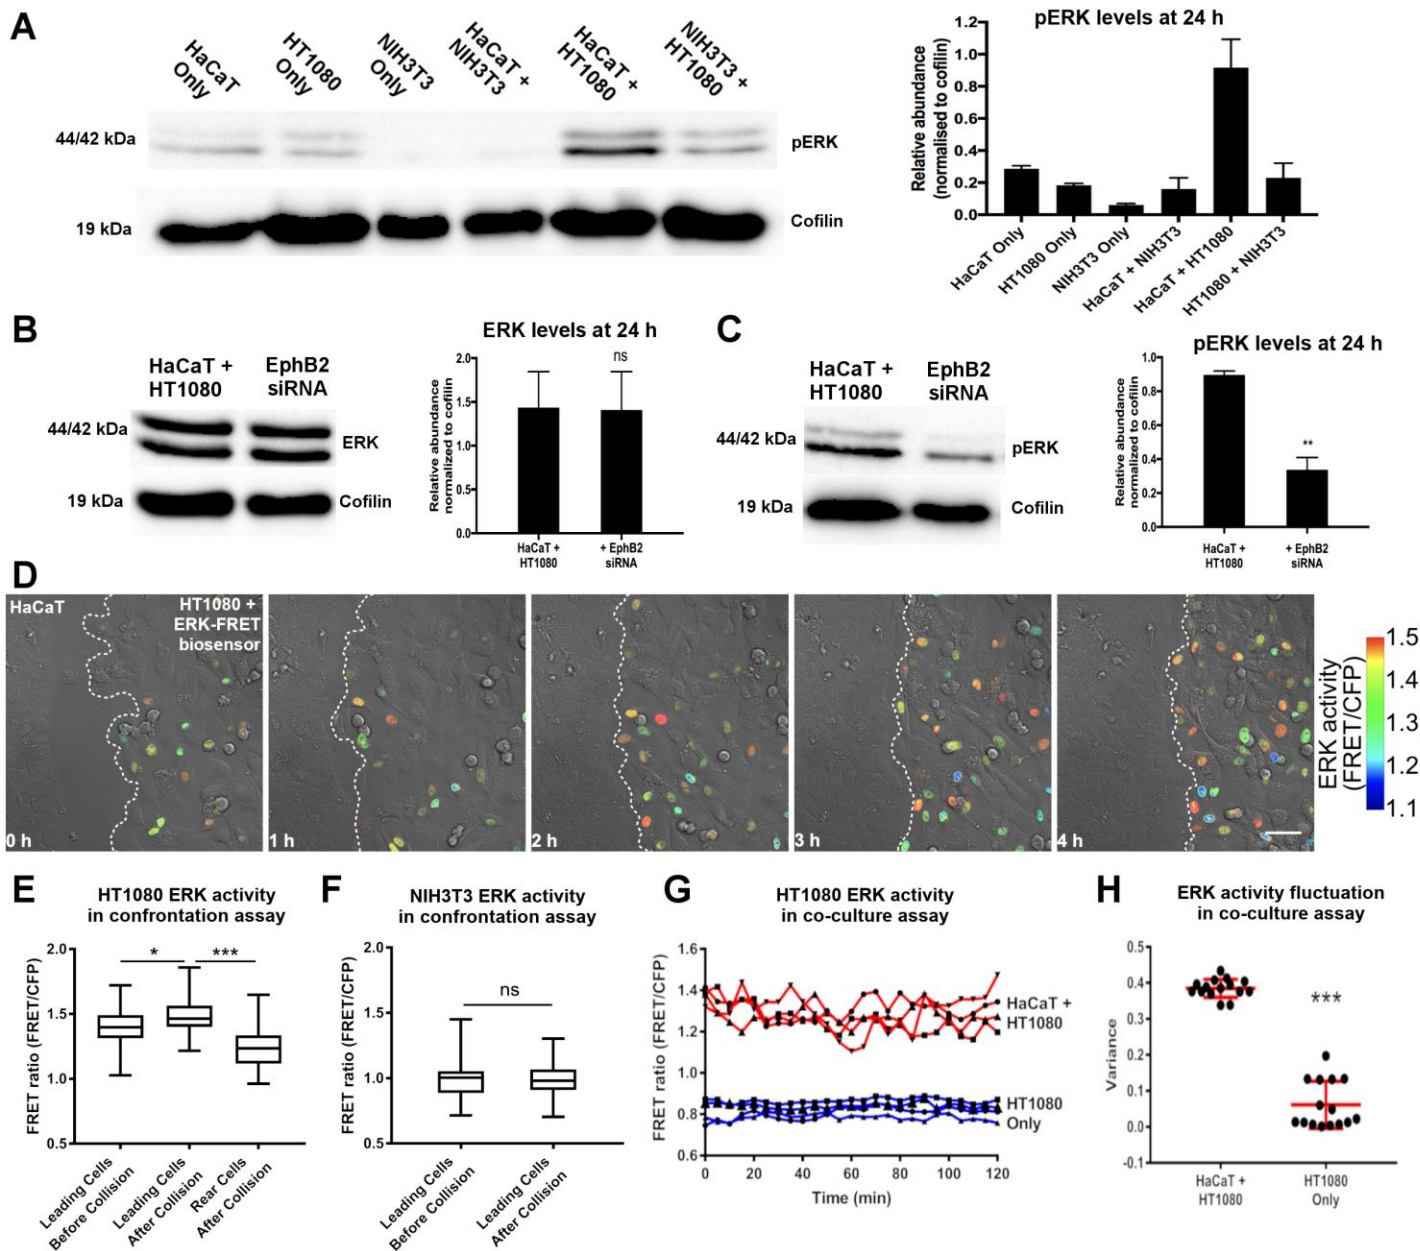 A
HaCaT
Only
HT1080
Only
NIH3T3
Only
HaCaT +
NIH3T3
HaCaT +
HT1080
NIH3T3 +
HT1080
44/42 kDa
pERK
19 kDa
Cofilin
pERK levels at 24 h
Relative abundance
(normalised to cofilin)
1.2
1.0
0.8
0.6
0.4
0.2
0.0
HaCaT Only
HT1080 Only
NIH3T3 Only
HaCaT + NIH3T3
HaCaT + HT1080
HT1080 + NIH3T3
B
HaCaT +
HT1080
EphB2
siRNA
44/42 kDa
ERK
19 kDa
Cofilin
ERK levels at 24 h
Relative abundance
normalized to cofilin
2.0
1.5
1.0
0.5
0.0
ns
HaCaT +
HT1080
+ EphB2
siRNA
C
HaCaT +
HT1080
EphB2
siRNA
44/42 kDa
pERK
19 kDa
Cofilin
pERK levels at 24 h
Relative abundance
normalized to cofilin
1.0
0.8
0.6
0.4
0.2
0.0
**
HaCaT +
HT1080
+ EphB2
siRNA
D
HaCaT
HT1080 +
ERK-FRET
biosensor
0 h
1 h
2 h
3 h
4 h
ERK activity
(FRET/CFP)
1.5
1.4
1.3
1.2
1.1
E
HT1080 ERK activity
in confrontation assay
FRET ratio (FRET/CFP)
2.0
1.5
1.0
0.5
*
***
Leading Cells
Before Collision
Leading Cells
After Collision
Rear Cells
After Collision
F
NIH3T3 ERK activity
in confrontation assay
FRET ratio (FRET/CFP)
2.0
1.5
1.0
0.5
ns
Leading Cells
Before Collision
Leading Cells
After Collision
G
HT1080 ERK activity
in co-culture assay
FRET ratio (FRET/CFP)
1.6
1.4
1.2
1.0
0.8
0.6
HaCaT +
HT1080
HT1080
Only
0 20 40 60 80 100 120
Time (min)
H
ERK activity fluctuation
in co-culture assay
Variance
0.5
0.4
0.3
0.2
0.1
0.0
-0.1
***
HaCaT +
HT1080
HT1080
Only